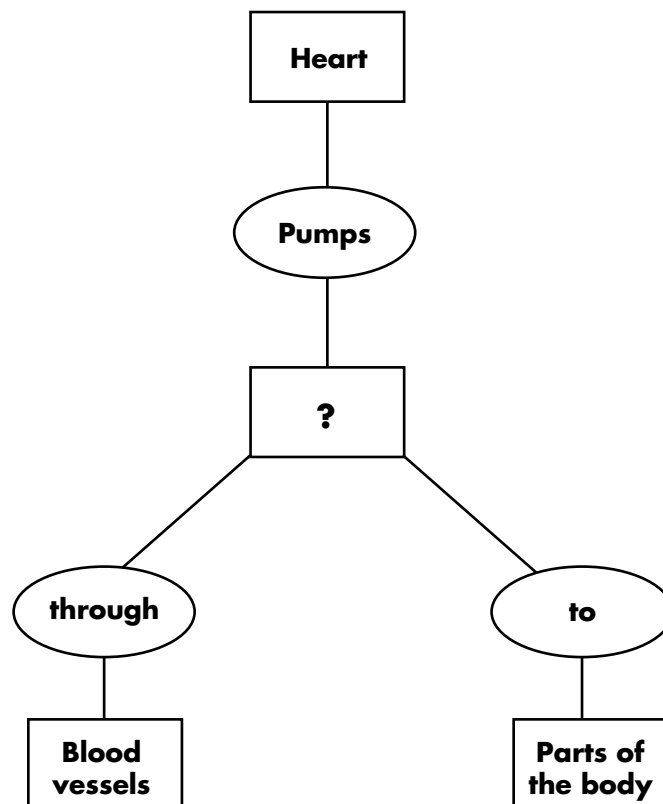 Heart
Pumps
?
through
to
Blood
vessels
Parts of
the body